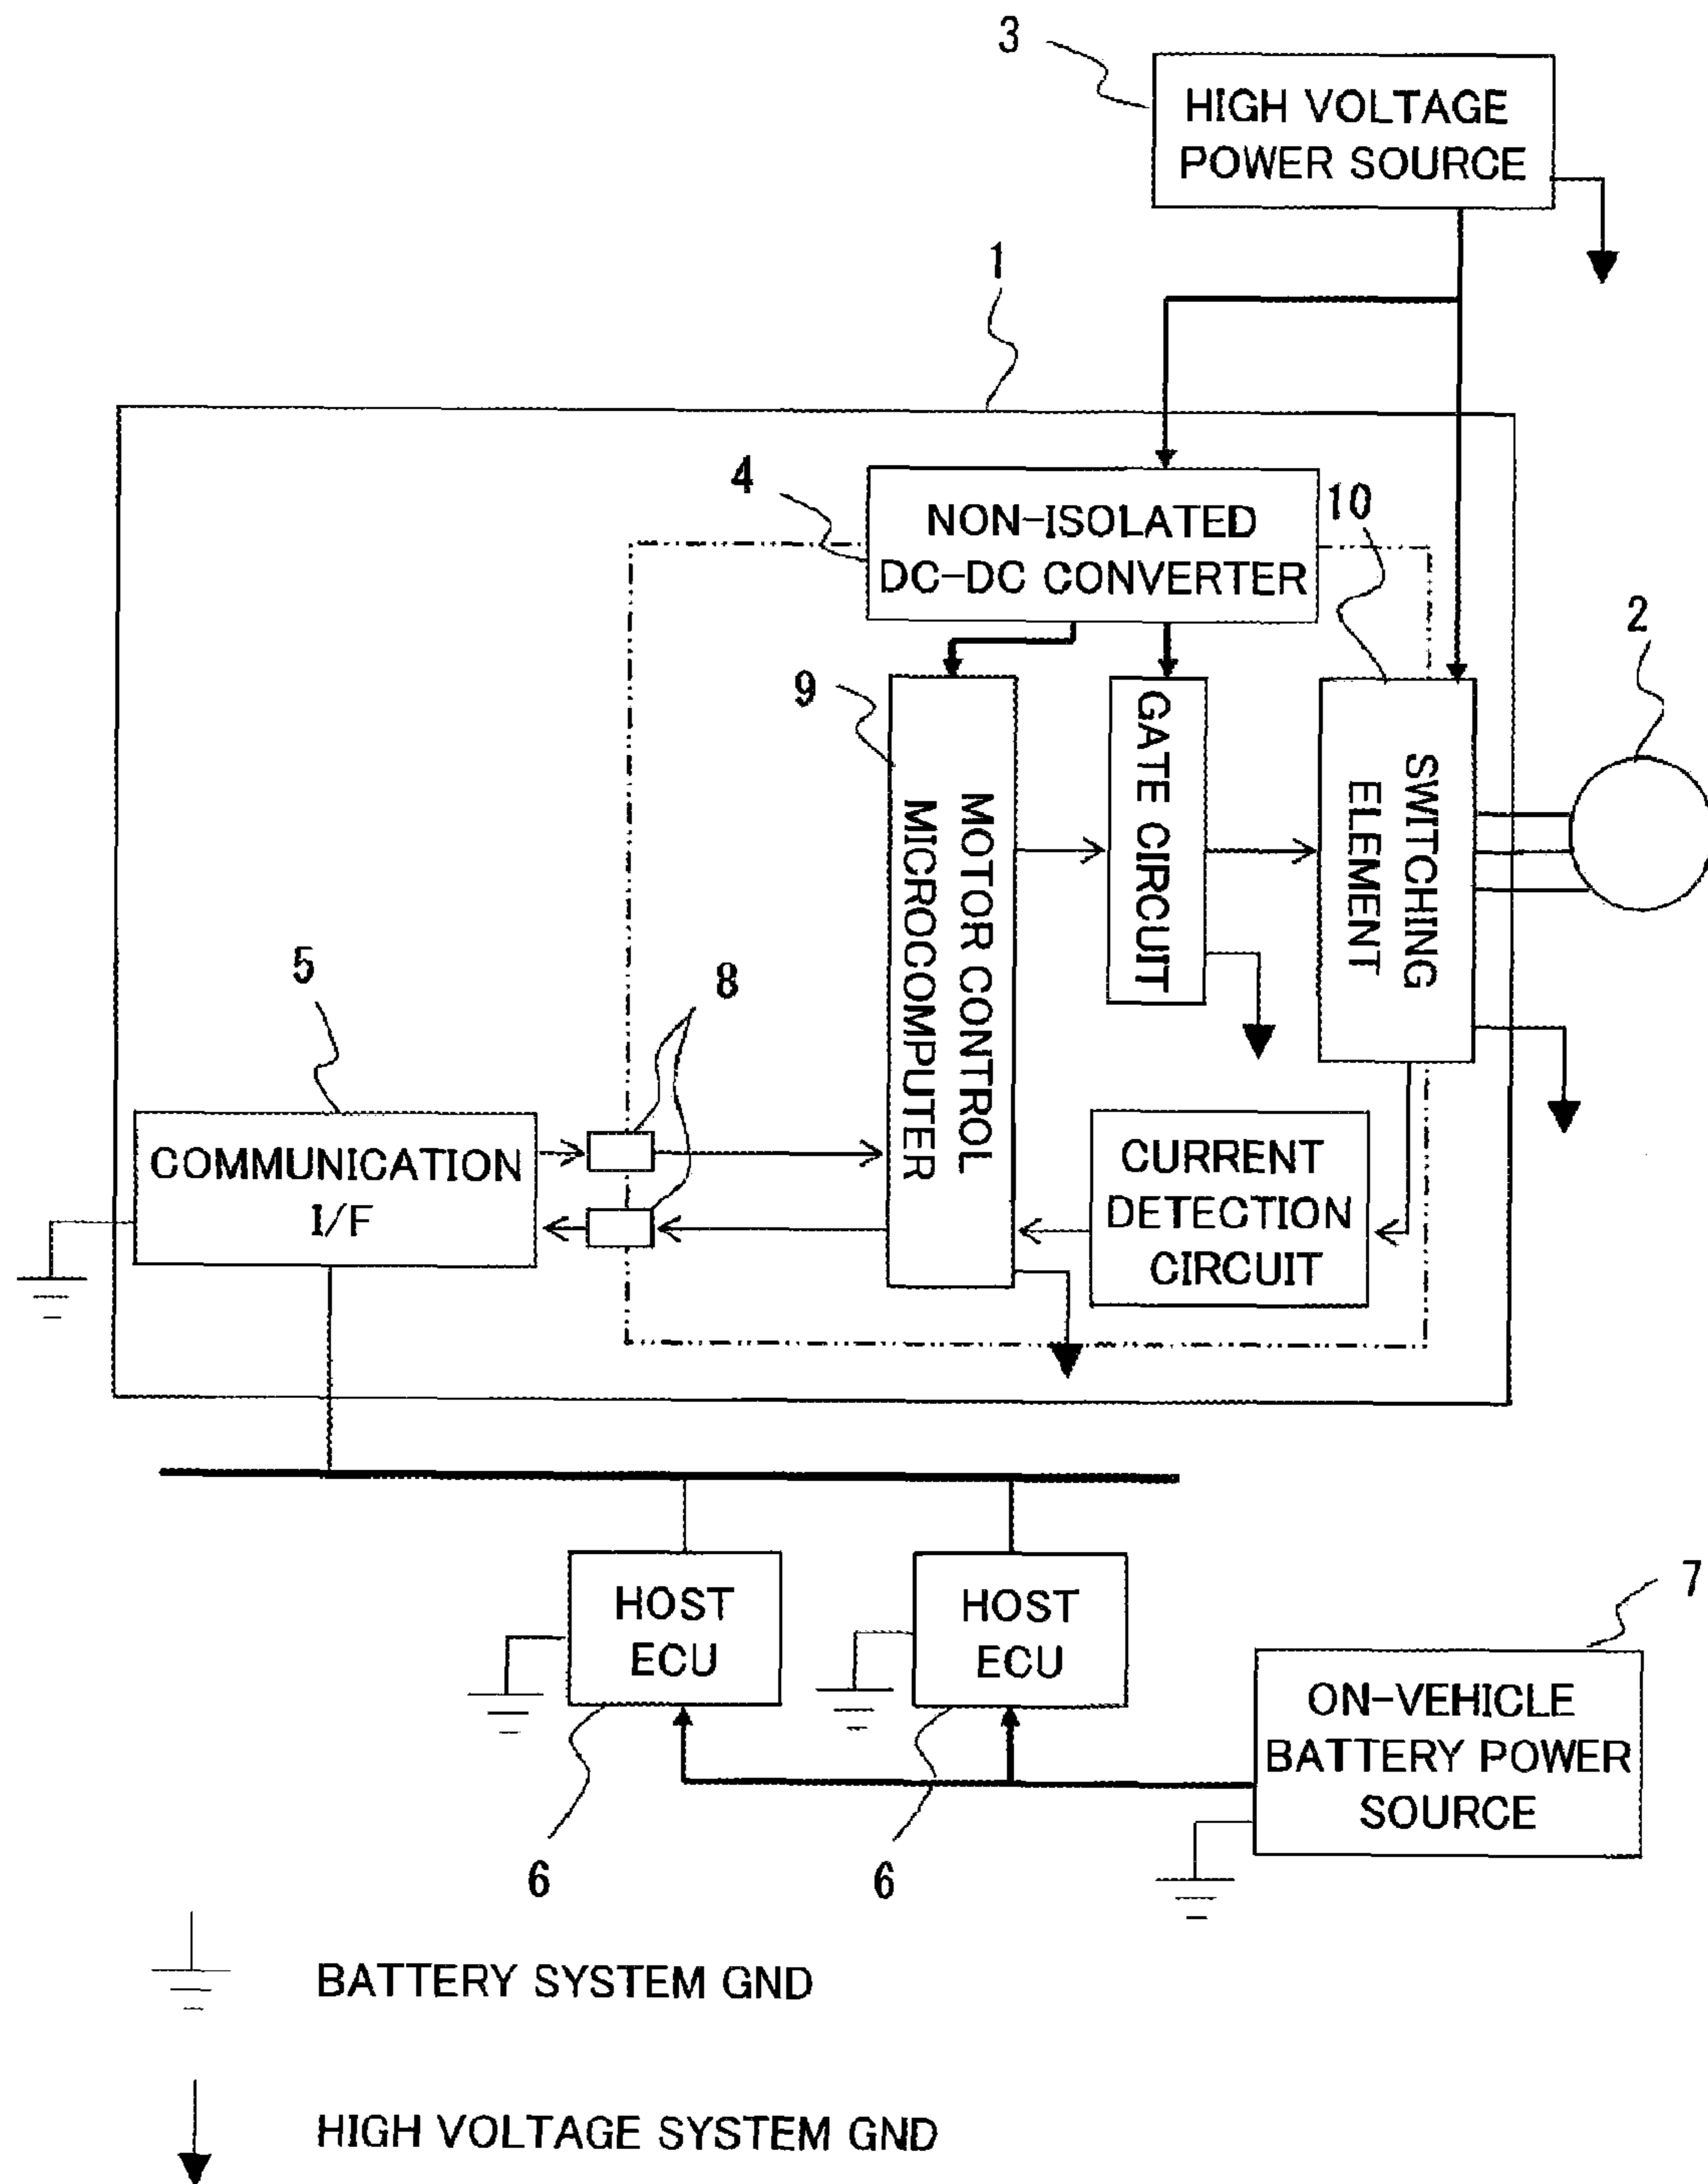 3
HIGH VOLTAGE
POWER SOURCE
1
4
NON-ISOLATED
DC-DC CONVERTER
10
2
9
MOTOR CONTROL
MICROCOMPUTER
GATE CIRCUIT
SWITCHING
ELEMENT
5
8
COMMUNICATION
I/F
CURRENT
DETECTION
CIRCUIT
HOST
ECU
HOST
ECU
7
ON-VEHICLE
BATTERY POWER
SOURCE
6
6
BATTERY SYSTEM GND
HIGH VOLTAGE SYSTEM GND